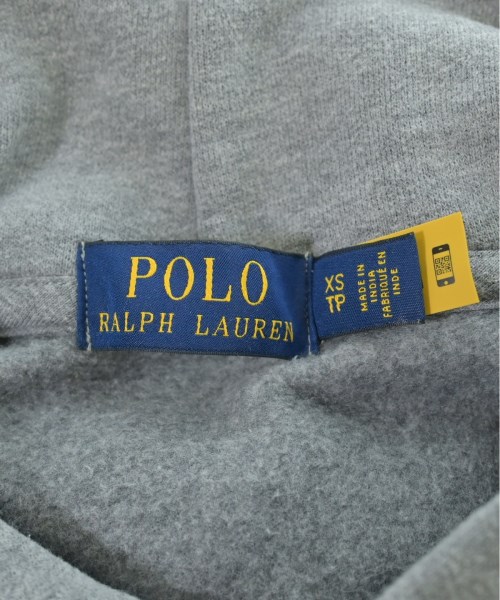 POLO
RALPH LAUREN
XS
TP
MADE IN
INDIA
FABRIQUÉ EN
INDE